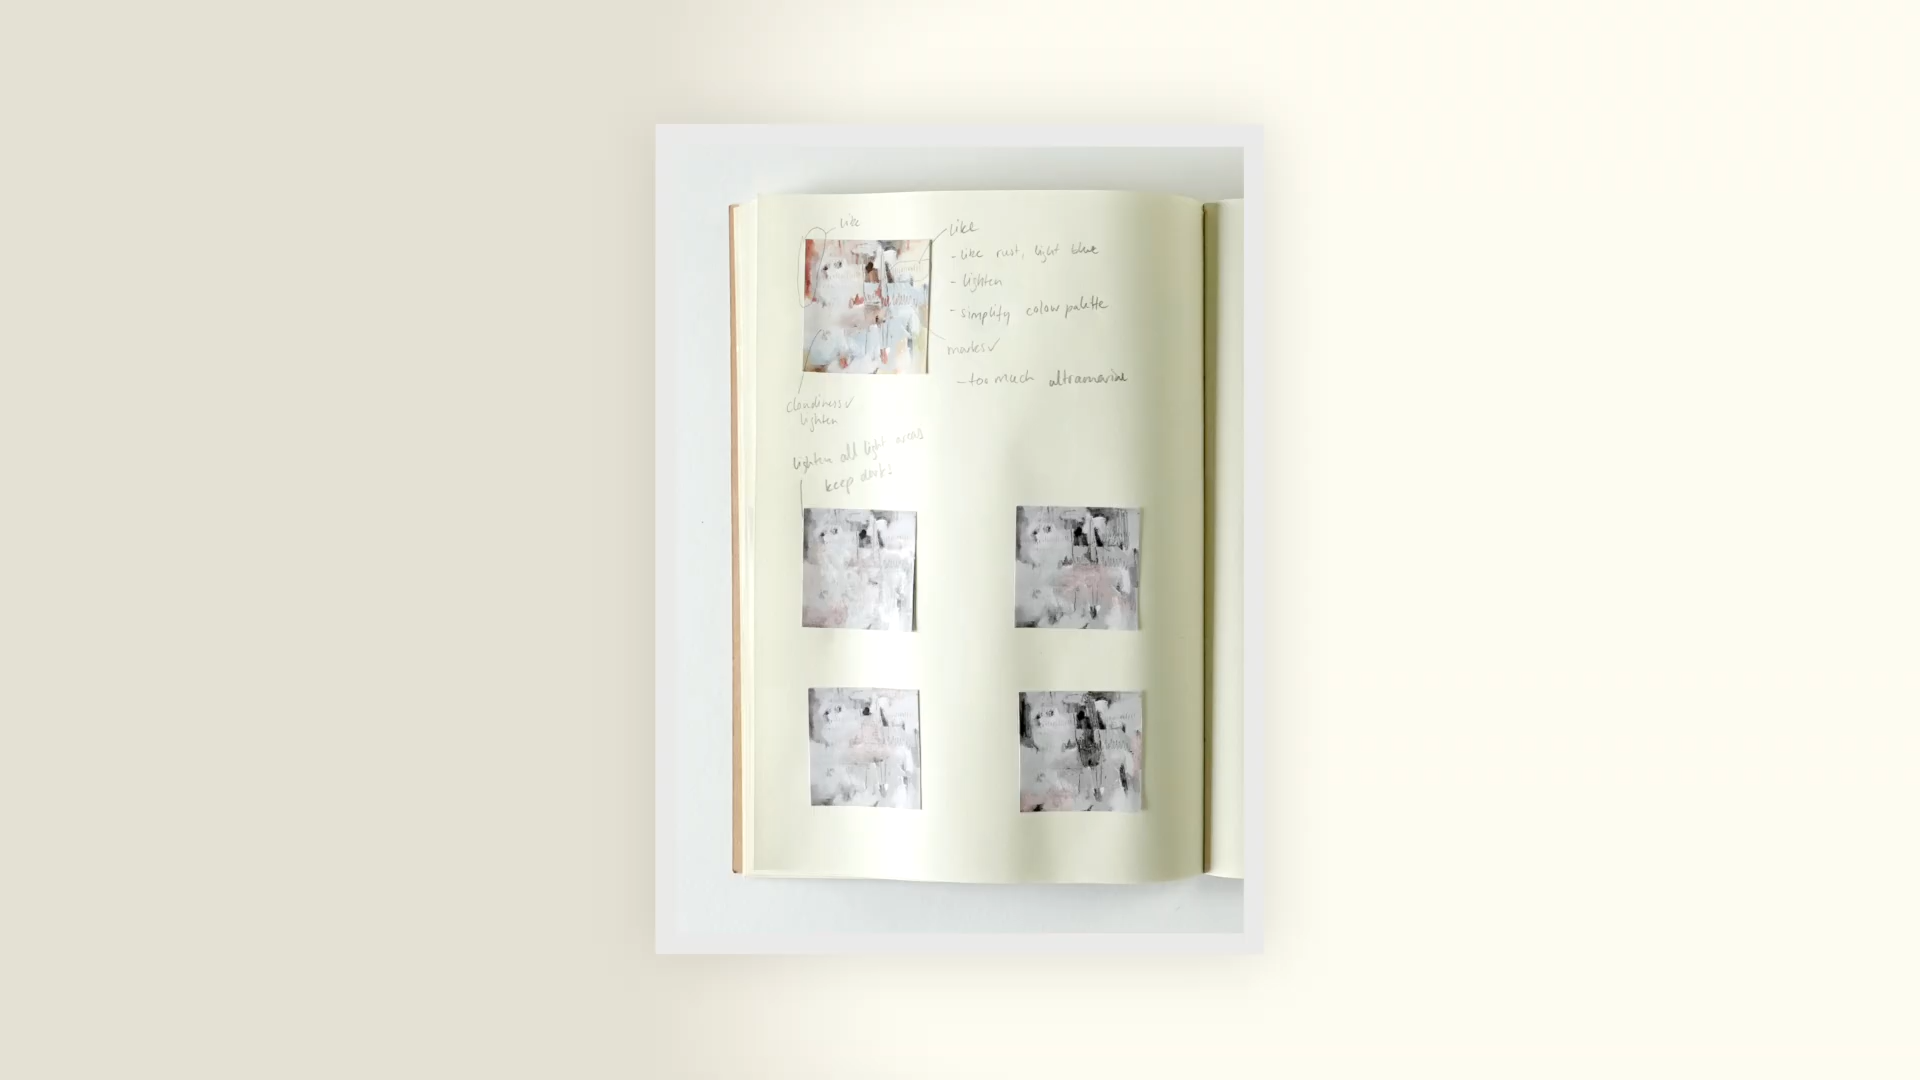 like
like
- like rust, light blue
- lighten
- simplify colour palette
marks✓
- too much ultramarine
cloudiness✓
lighten
lighten all light areas
keep dark!